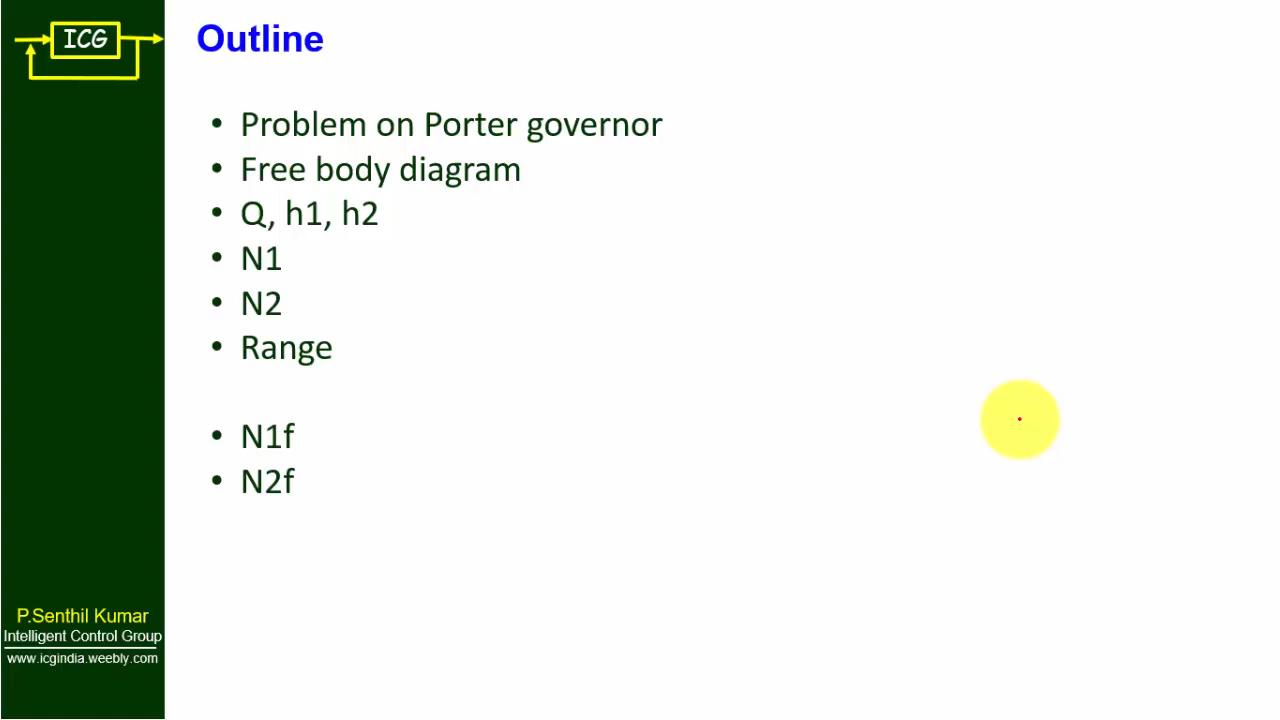 ICG
Outline
• Problem on Porter governor
• Free body diagram
• Q, h1, h2
• N1
• N2
• Range
• N1f
• N2f
P.Senthil Kumar
Intelligent Control Group
www.icgindia.weebly.com